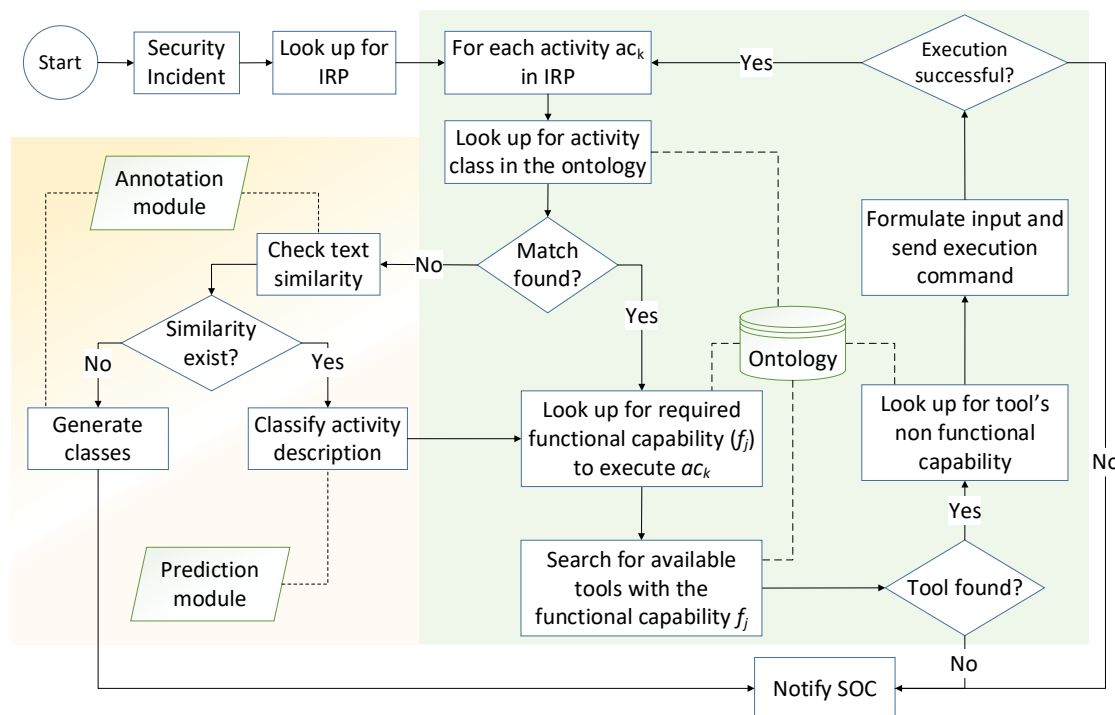 Start
Security
Incident
Look up for
IRP
For each activity ac_k
in IRP
Yes
Execution
successful?
Look up for activity
class in the ontology
Annotation
module
Check text
similarity
No
Match
found?
Formulate input and
send execution
command
Yes
Similarity
exist?
No
Yes
Ontology
Generate
classes
Classify activity
description
Look up for required
functional capability (f_j)
to execute ac_k
Look up for tool's
non functional
capability
No
Yes
Prediction
module
Search for available
tools with the
functional capability f_j
Tool found?
No
Notify SOC